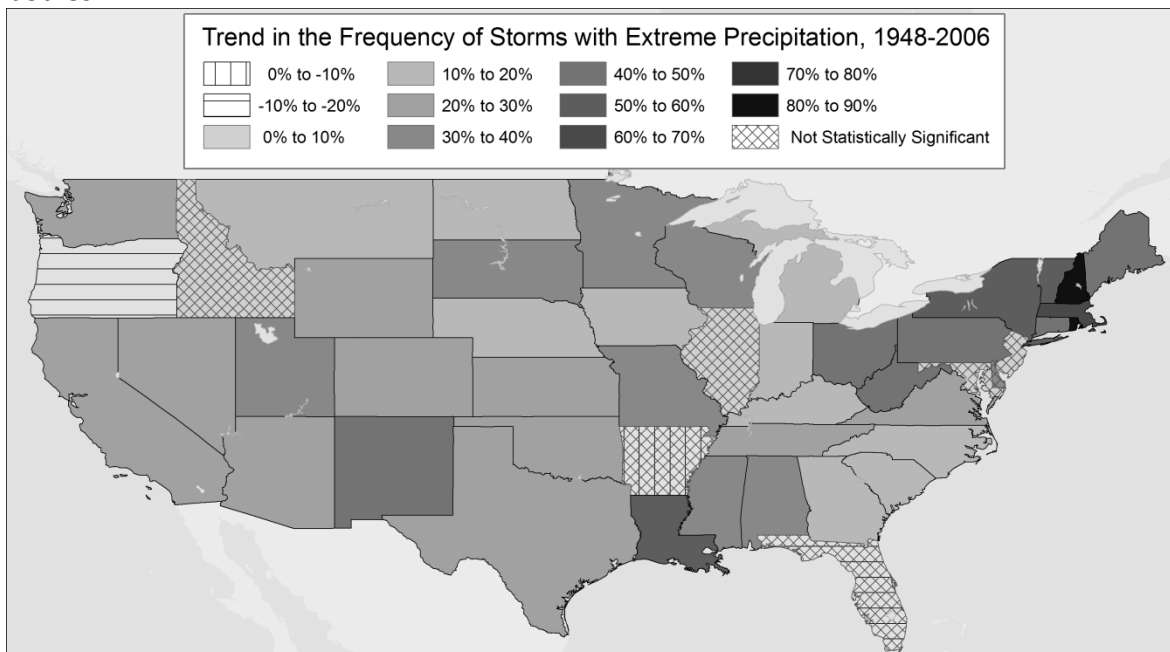 Trend in the Frequency of Storms with Extreme Precipitation, 1948-2006
0% to -10%
10% to 20%
40% to 50%
70% to 80%
-10% to -20%
20% to 30%
50% to 60%
80% to 90%
0% to 10%
30% to 40%
60% to 70%
Not Statistically Significant